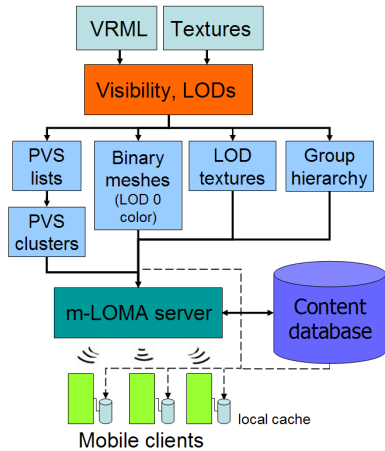 VRML
Textures
Visibility, LODs
PVS
lists
Binary
meshes
(LOD 0
color)
LOD
textures
Group
hierarchy
PVS
clusters
m-LOMA server
Content
database
local cache
Mobile clients